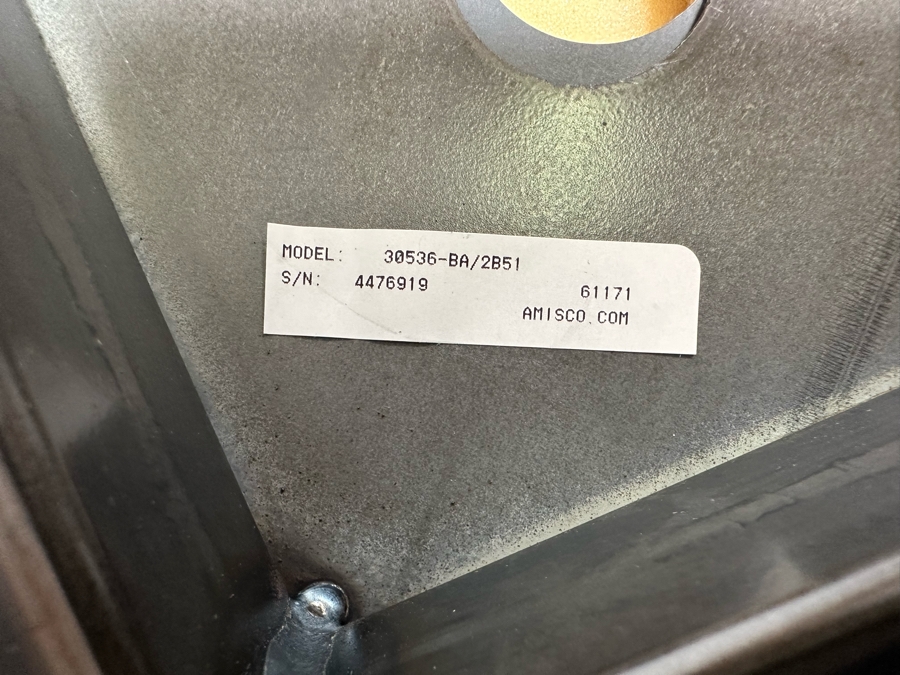 MODEL: 30536-BA/2B51
S/N: 4476919
61171
AMISCO.COM